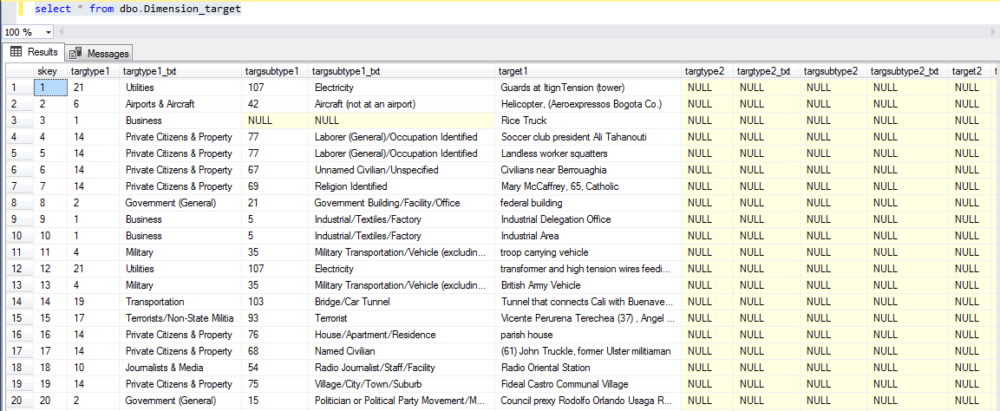 select * from dbo.Dimension_target
100 %
Results Messages
skey targtype1 targtype1_txt targsubtype1 targsubtype1_txt target1 targtype2 targtype2_txt targsubtype2 targsubtype2_txt target2
1 1 21 Utilities 107 Electricity Guards at ItignTension (tower) NULL NULL NULL NULL NULL
2 2 6 Airports & Aircraft 42 Aircraft (not at an airport) Helicopter, (Aeroexpressos Bogota Co.) NULL NULL NULL NULL NULL
3 3 1 Business NULL NULL Rice Truck NULL NULL NULL NULL NULL
4 4 14 Private Citizens & Property 77 Laborer (General)/Occupation Identified Soccer club president Ali Tahanouti NULL NULL NULL NULL NULL
5 5 14 Private Citizens & Property 77 Laborer (General)/Occupation Identified Landless worker squatters NULL NULL NULL NULL NULL
6 6 14 Private Citizens & Property 67 Unnamed Civilian/Unspecified Civilians near Berrouaghia NULL NULL NULL NULL NULL
7 7 14 Private Citizens & Property 69 Religion Identified Mary McCaffrey, 65, Catholic NULL NULL NULL NULL NULL
8 8 2 Government (General) 21 Government Building/Facility/Office federal building NULL NULL NULL NULL NULL
9 9 1 Business 5 Industrial/Textiles/Factory Industrial Delegation Office NULL NULL NULL NULL NULL
10 10 1 Business 5 Industrial/Textiles/Factory Industrial Area NULL NULL NULL NULL NULL
11 11 4 Military 35 Military Transportation/Vehicle (excludin... troop carrying vehicle NULL NULL NULL NULL NULL
12 12 21 Utilities 107 Electricity transformer and high tension wires feedi... NULL NULL NULL NULL NULL
13 13 4 Military 35 Military Transportation/Vehicle (excludin... British Army Vehicle NULL NULL NULL NULL NULL
14 14 19 Transportation 103 Bridge/Car Tunnel Tunnel that connects Cali with Buenave... NULL NULL NULL NULL NULL
15 15 17 Terrorists/Non-State Militia 93 Terrorist Vicente Perurena Terechea (37) , Angel ... NULL NULL NULL NULL NULL
16 16 14 Private Citizens & Property 76 House/Apartment/Residence parish house NULL NULL NULL NULL NULL
17 17 14 Private Citizens & Property 68 Named Civilian (61) John Truckle, former Ulster militiaman NULL NULL NULL NULL NULL
18 18 10 Journalists & Media 54 Radio Journalist/Staff/Facility Radio Oriental Station NULL NULL NULL NULL NULL
19 19 14 Private Citizens & Property 75 Village/City/Town/Suburb Fideal Castro Communal Village NULL NULL NULL NULL NULL
20 20 2 Government (General) 15 Politician or Political Party Movement/M... Council prexy Rodolfo Orlando Usaga R... NULL NULL NULL NULL NULL